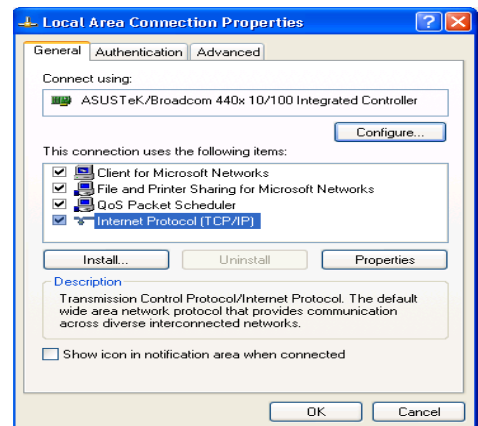 Local Area Connection Properties
General Authentication Advanced
Connect using:
ASUSTeK/Broadcom 440x 10/100 Integrated Controller
Configure...
This connection uses the following items:
Client for Microsoft Networks
File and Printer Sharing for Microsoft Networks
QoS Packet Scheduler
Internet Protocol (TCP/IP)
Install... Uninstall Properties
Description
Transmission Control Protocol/Internet Protocol. The default
wide area network protocol that provides communication
across diverse interconnected networks.
Show icon in notification area when connected
OK Cancel